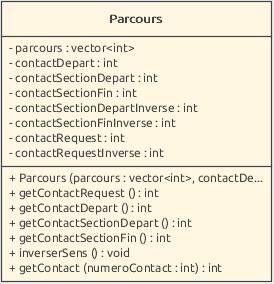 Parcours
- parcours : vector<int>
- contactDepart : int
- contactSectionDepart : int
- contactSectionFin : int
- contactSectionDepartInverse : int
- contactSectionFinInverse : int
- contactRequest : int
- contactRequestInverse : int
+ Parcours (parcours : vector<int>, contactDe...
+ getContactRequest () : int
+ getContactDepart () : int
+ getContactSectionDepart () : int
+ getContactSectionFin () : int
+ inverserSens () : void
+ getContact (numeroContact : int) : int